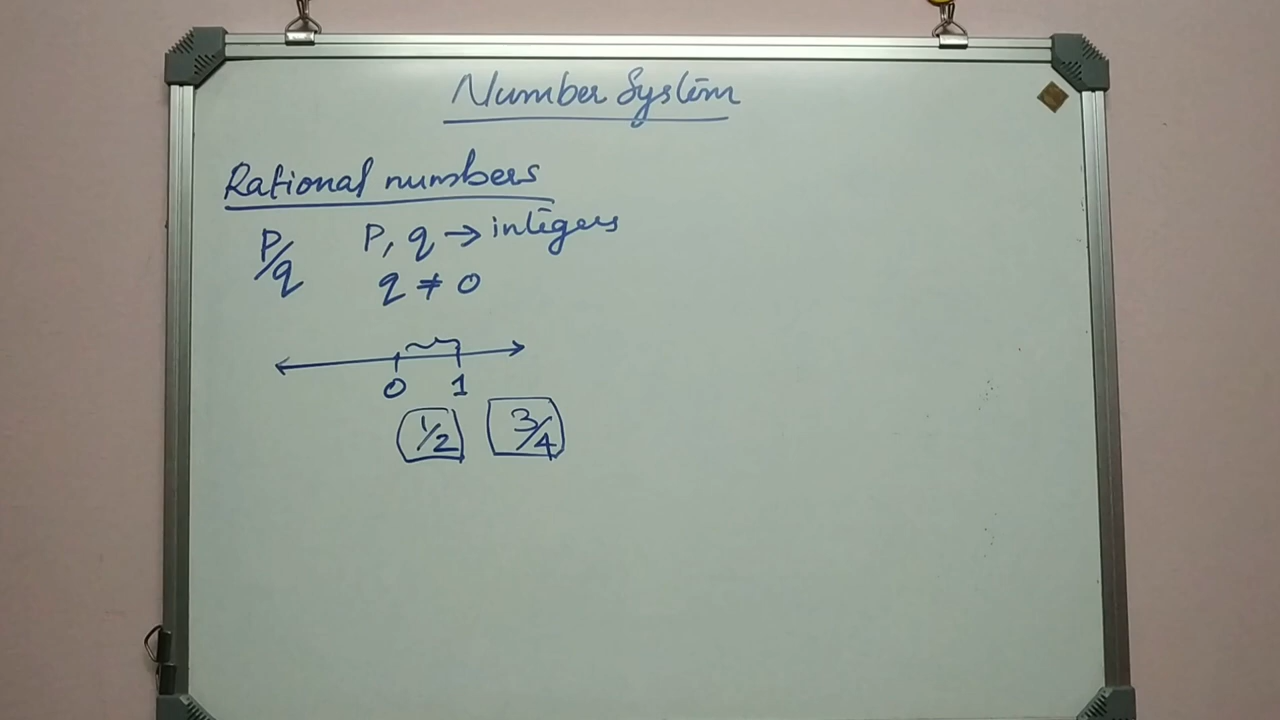 Number System
Rational numbers
P/q P, q → integers
q ≠ 0
0 1
1/2 3/4